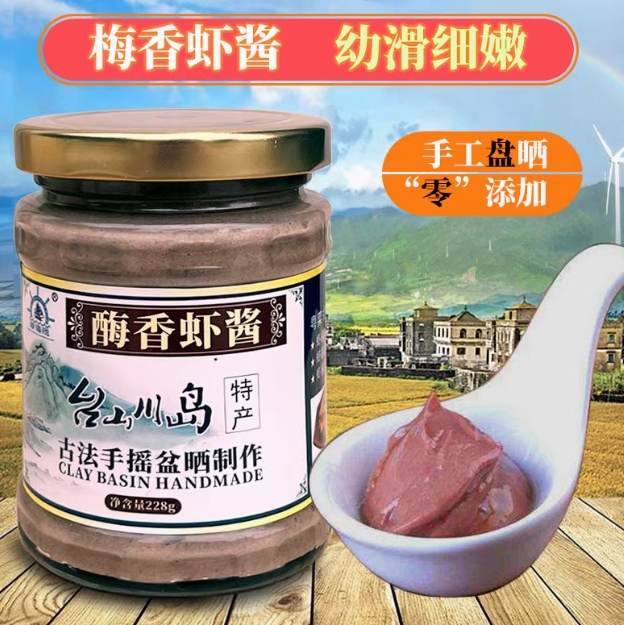 梅香虾酱 幼滑细嫩
手工盘晒
“零”添加
酶香虾酱
台山川岛
特产
古法手摇盆晒制作
CLAY BASIN HANDMADE
净含量228g